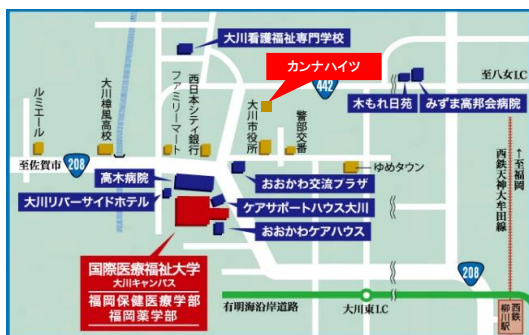 大川看護福祉専門学校
カンナハイツ
442
至八女I.C
木もれ日苑
みずま高邦会病院
ルミエール
大川樟風高校
ファミリーマート
西日本シティ銀行
大川市役所
警部交番
至佐賀市
208
高木病院
おおかわ交流プラザ
ゆめタウン
大川リバーサイドホテル
ケアサポートハウス大川
おおかわケアハウス
国際医療福祉大学
大川キャンパス
福岡保健医療学部
福岡薬学部
←至福岡
西鉄天神大牟田線
208
有明海沿岸道路
大川東I.C
西鉄
柳川駅